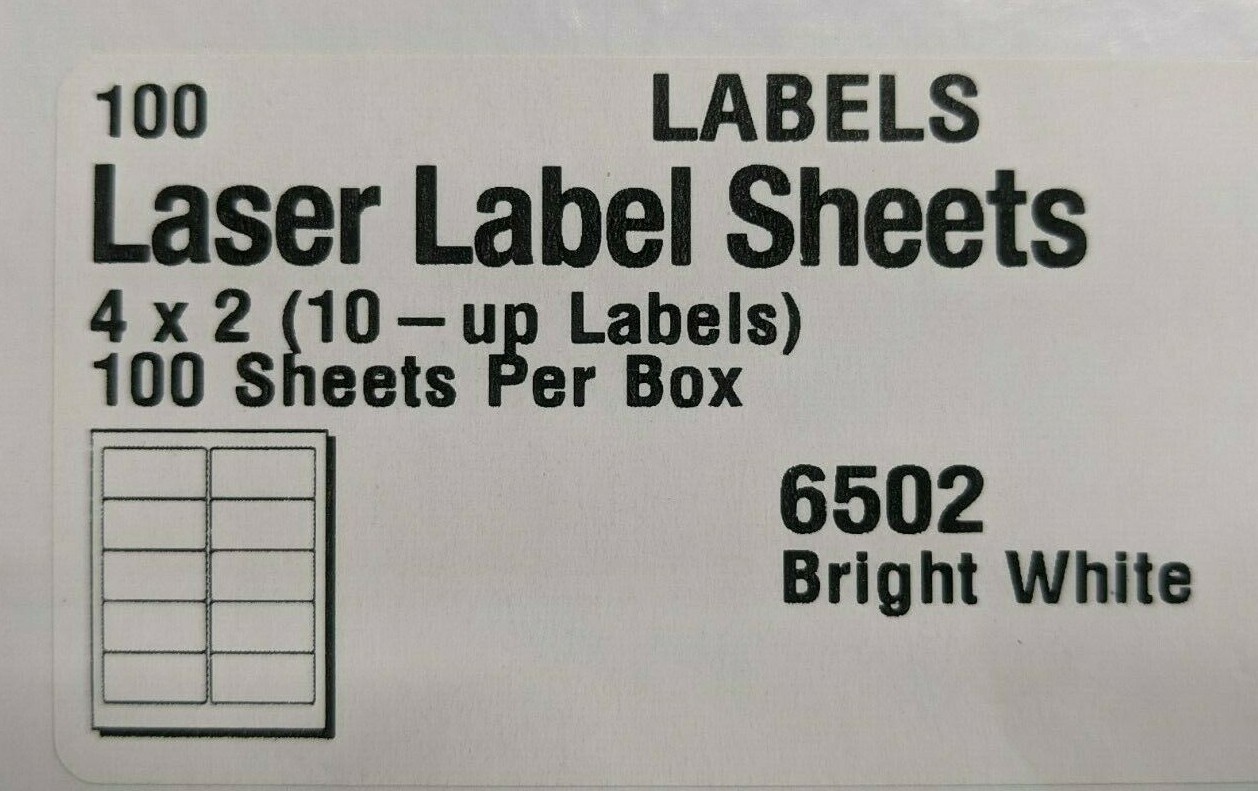 100 LABELS
Laser Label Sheets
4 x 2 (10 – up Labels)
100 Sheets Per Box
6502
Bright White